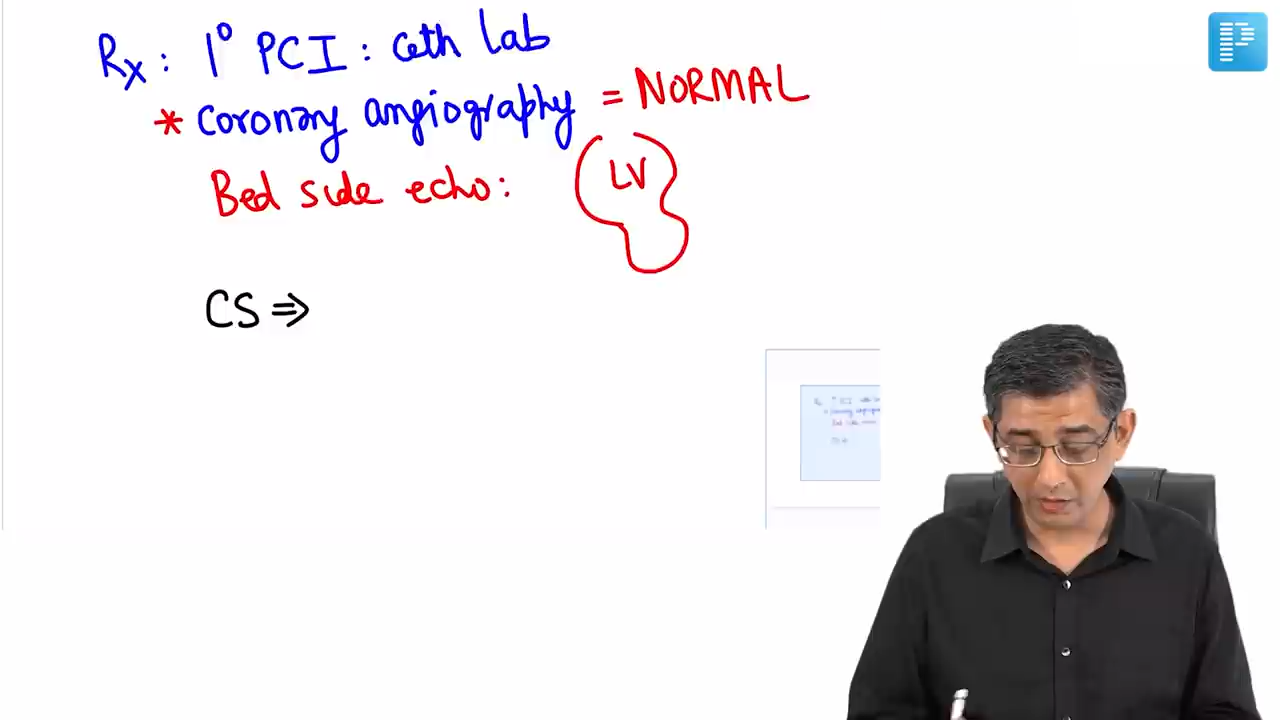 Rx : 1° PCI : cath lab
* Coronary angiography = NORMAL
Bed side echo :
LV
CS ⇒